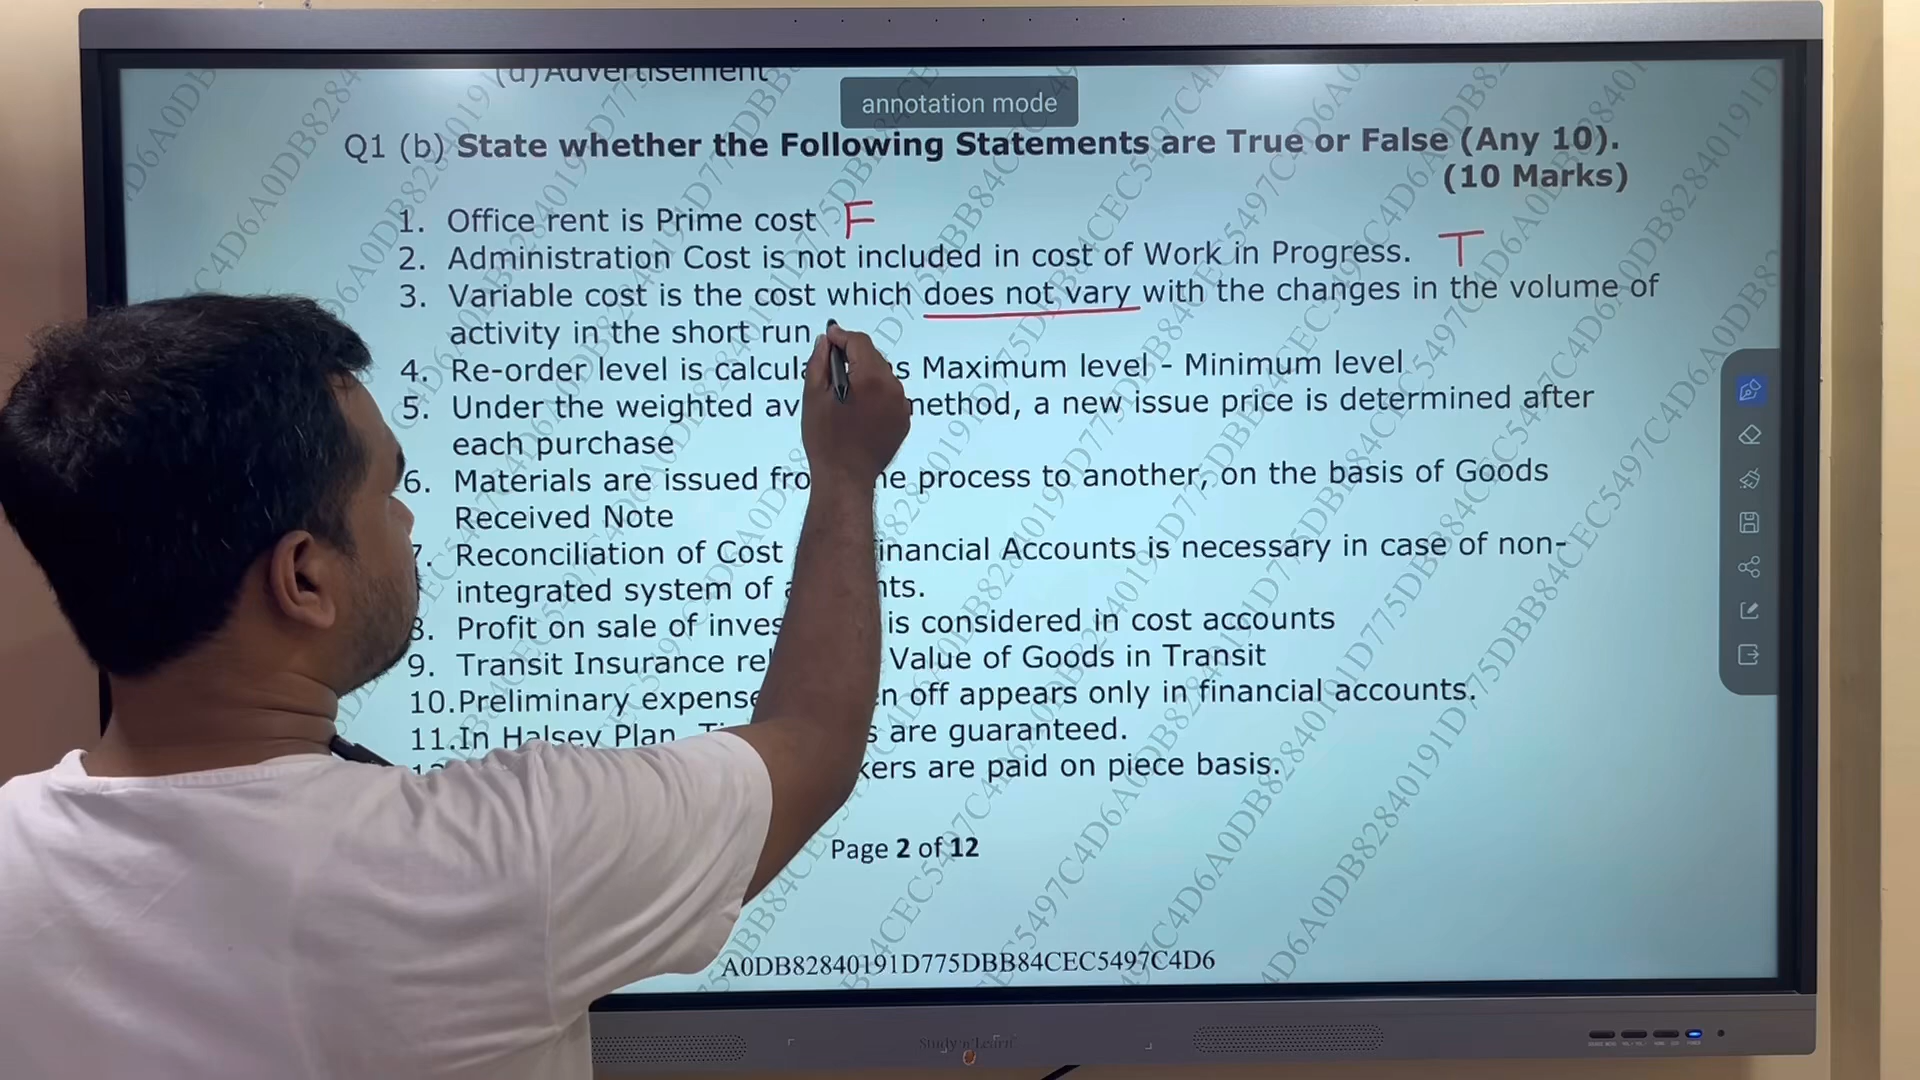 (d)Advertisement
annotation mode
Q1 (b) State whether the Following Statements are True or False (Any 10).
(10 Marks)
1. Office rent is Prime cost F
2. Administration Cost is not included in cost of Work in Progress. T
3. Variable cost is the cost which does not vary with the changes in the volume of
activity in the short run
4. Re-order level is calcula s Maximum level - Minimum level
5. Under the weighted av method, a new issue price is determined after
each purchase
6. Materials are issued fro ne process to another, on the basis of Goods
Received Note
7. Reconciliation of Cost inancial Accounts is necessary in case of non-
integrated system of a nts.
8. Profit on sale of inves is considered in cost accounts
9. Transit Insurance rel Value of Goods in Transit
10.Preliminary expense n off appears only in financial accounts.
11.In Halsey Plan, Ti s are guaranteed.
kers are paid on piece basis.
Page 2 of 12
A0DB82840191D775DBB84CEC5497C4D6
Study n Learn